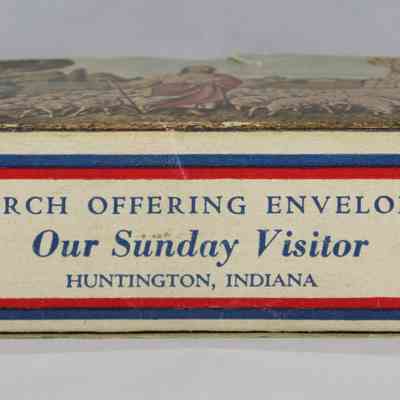 RCH OFFERING ENVELO
Our Sunday Visitor
HUNTINGTON, INDIANA